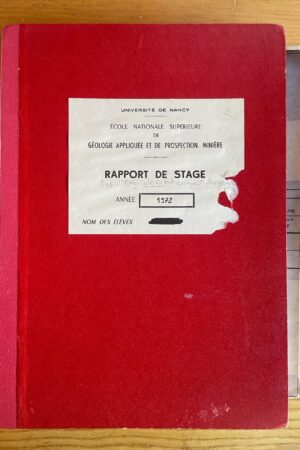 UNIVERSITÉ DE NANCY
ÉCOLE NATIONALE SUPÉRIEURE
DE
GÉOLOGIE APPLIQUÉE ET DE PROSPECTION MINIÈRE
RAPPORT DE STAGE
ANNÉE 1972
NOM DES ÉLÈVES